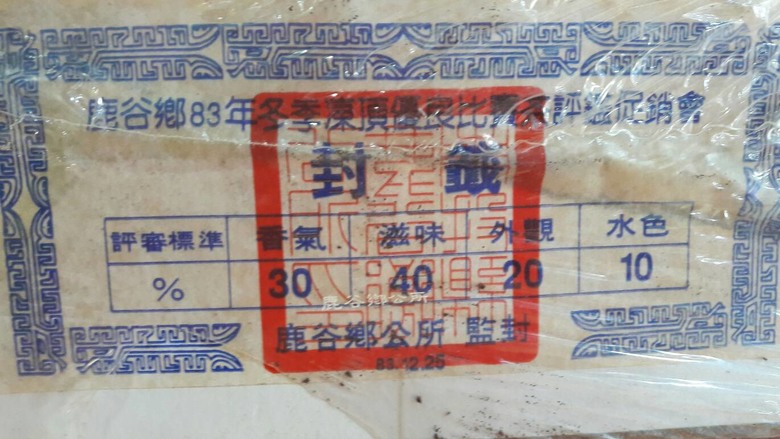 鹿谷鄉83年冬季凍頂優良比賽茶評鑑促銷會
封 籤
評審標準 香氣 滋味 外觀 水色
% 30 40 20 10
鹿谷鄉公所
鹿谷鄉公所 監封
83.12.25